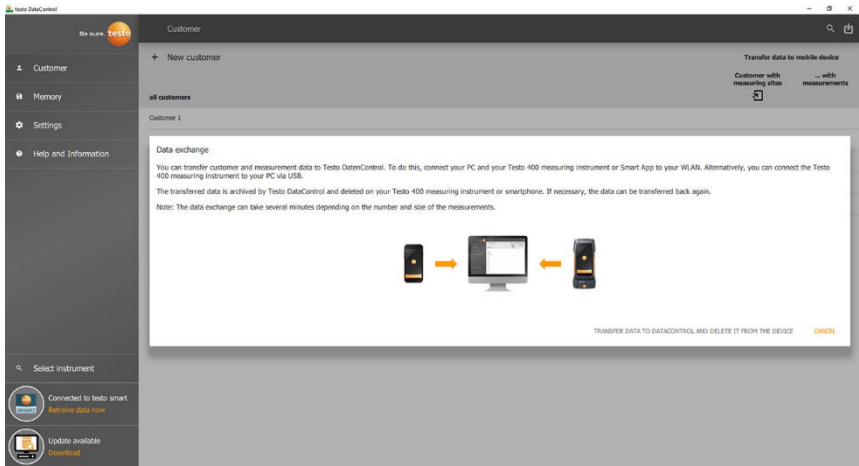 testo DataControl
Be sure. testo
Customer
Memory
Settings
Help and Information
Select instrument
Connected to testo smart
Retreive data now
Update available
Download
Customer
+ New customer
Transfer data to mobile device
Customer with
measuring sites
... with
measurements
all customers
Customer 1
Data exchange
You can transfer customer and measurement data to Testo DatenControl. To do this, connect your PC and your Testo 400 measuring instrument or Smart App to your WLAN. Alternatively, you can connect the Testo
400 measuring instrument to your PC via USB.
The transferred data is archived by Testo DataControl and deleted on your Testo 400 measuring instrument or smartphone. If necessary, the data can be transferred back again.
Note: The data exchange can take several minutes depending on the number and size of the measurements.
TRANSFER DATA TO DATACONTROL AND DELETE IT FROM THE DEVICE
CANCEL